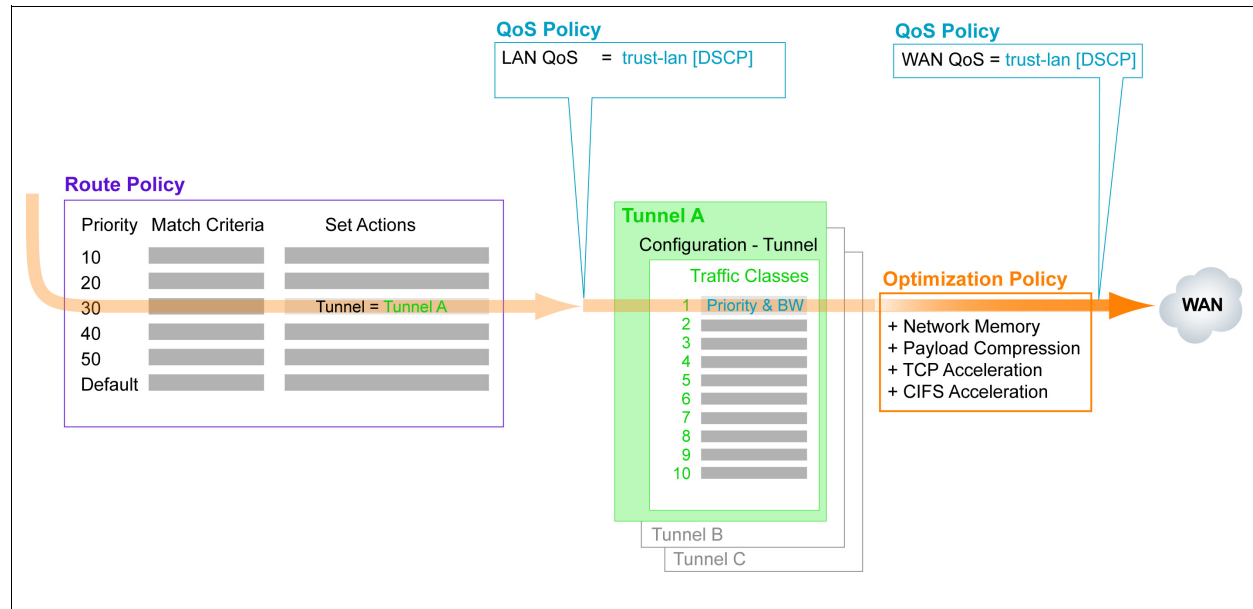 QoS Policy
LAN QoS = trust-lan [DSCP]
QoS Policy
WAN QoS = trust-lan [DSCP]
Route Policy
Priority Match Criteria Set Actions
10
20
30 Tunnel = Tunnel A
40
50
Default
Tunnel A
Configuration - Tunnel
Traffic Classes
1 Priority & BW
2
3
4
5
6
7
8
9
10
Tunnel B
Tunnel C
Optimization Policy
+ Network Memory
+ Payload Compression
+ TCP Acceleration
+ CIFS Acceleration
WAN